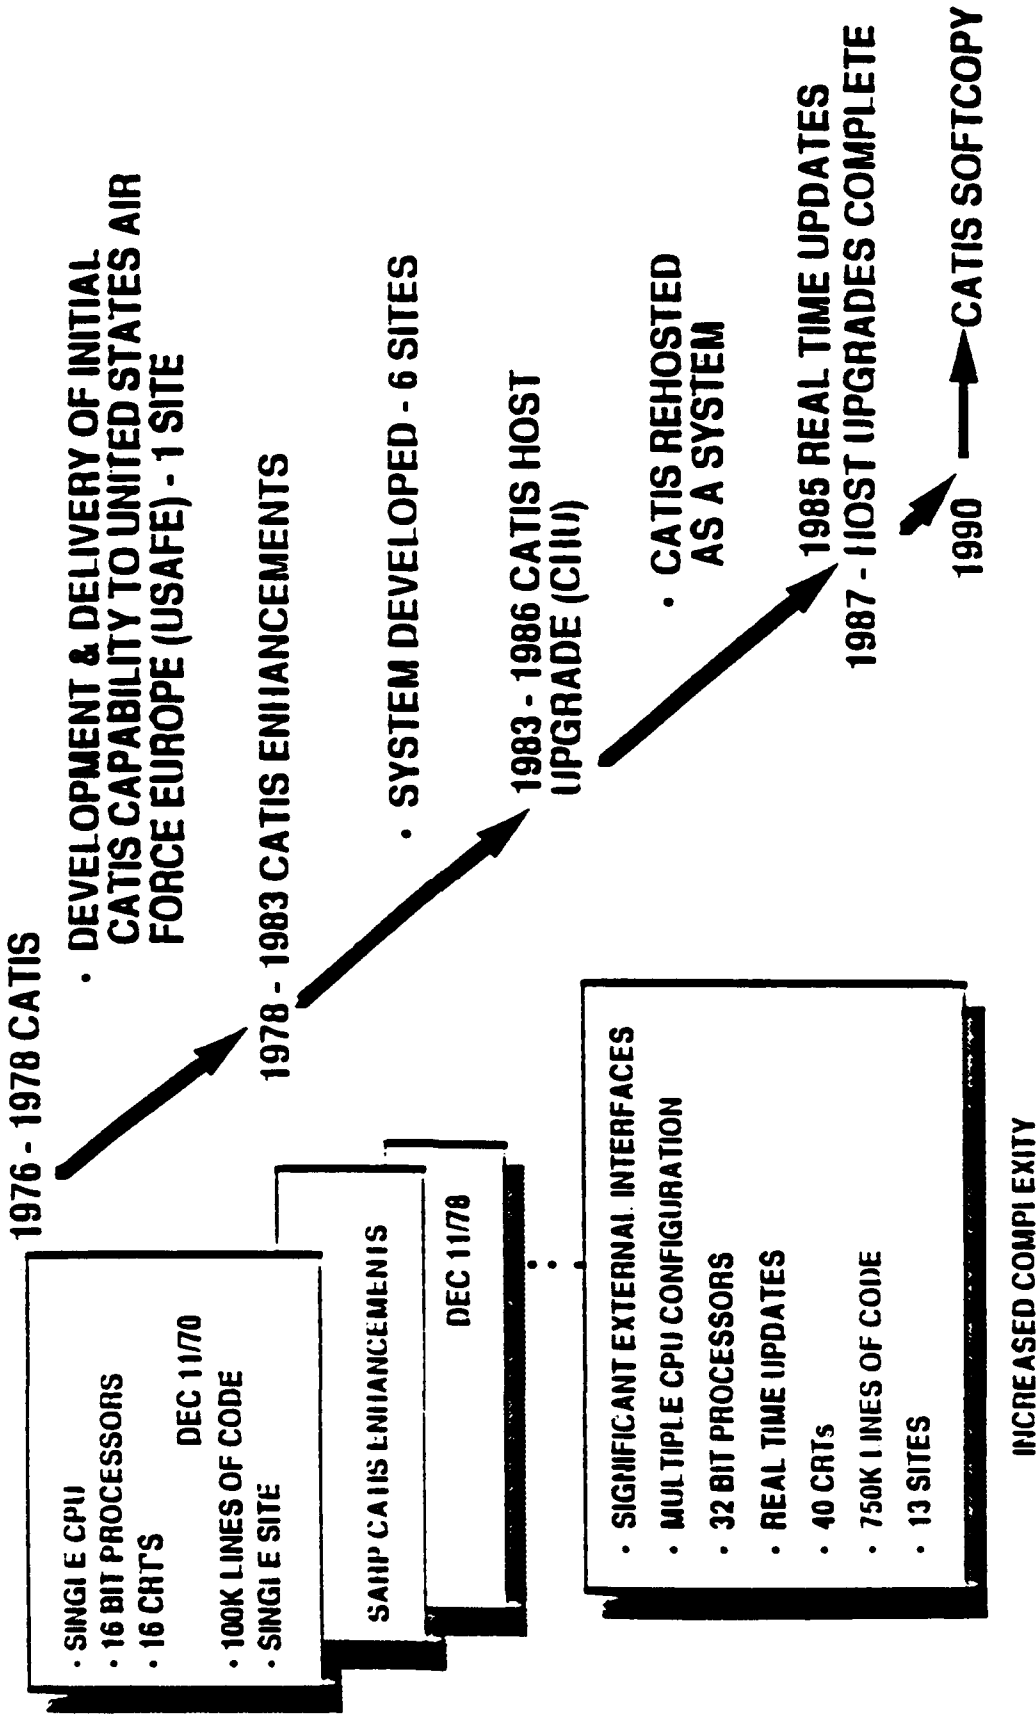 1976 - 1978 CATIS
· DEVELOPMENT & DELIVERY OF INITIAL
CATIS CAPABILITY TO UNITED STATES AIR
FORCE EUROPE (USAFE) - 1 SITE
1978 - 1983 CATIS ENHANCEMENTS
· SYSTEM DEVELOPED - 6 SITES
1983 - 1986 CATIS HOST
UPGRADE (CHU)
· CATIS REHOSTED
AS A SYSTEM
1985 REAL TIME UPDATES
1987 - HOST UPGRADES COMPLETE
1990
CATIS SOFTCOPY
· SINGLE CPU
· 16 BIT PROCESSORS
· 16 CRTS
DEC 11/70
· 100K LINES OF CODE
· SINGLE SITE
CATIS ENHANCEMENTS
DEC 11/78
· SIGNIFICANT EXTERNAL INTERFACES
· MULTIPLE CPU CONFIGURATION
· 32 BIT PROCESSORS
· REAL TIME UPDATES
· 40 CRTs
· 750K LINES OF CODE
· 13 SITES
INCREASED COMPLEXITY